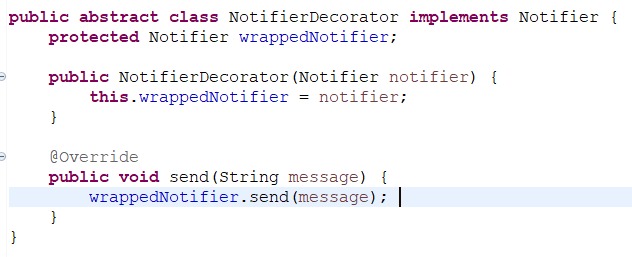 public abstract class NotifierDecorator implements Notifier {
    protected Notifier wrappedNotifier;
    public NotifierDecorator(Notifier notifier) {
        this.wrappedNotifier = notifier;
    }
    @Override
    public void send(String message) {
        wrappedNotifier.send(message);
    }
}